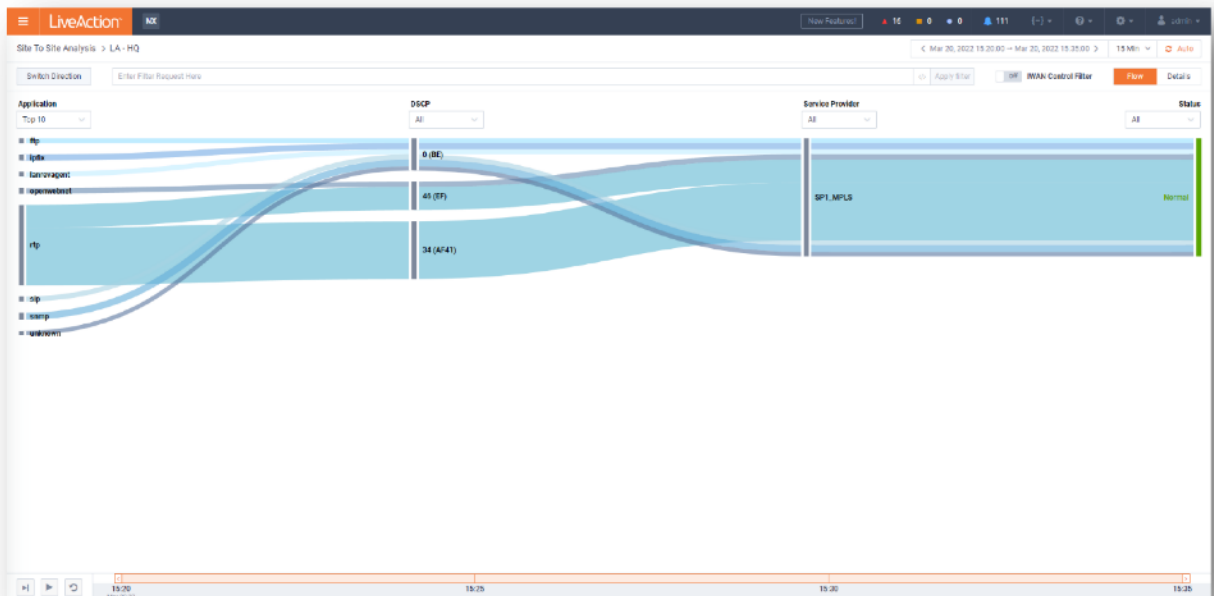 LiveAction NX New Features! 16 0 0 111 admin
Site To Site Analysis > LA - HQ
Mar 20, 2022 15:20:00 → Mar 20, 2022 15:35:00 15 Min Auto
Switch Direction Enter Filter Request Here Apply filter Off IWAN Control Filter Flow Details
Application DSCP Service Provider Status
Top 10 All All All
ftp
ipfix
lanrevagent
openwebnet
rtp
sip
snmp
unknown
0 (BE)
46 (EF)
34 (AF41)
SP1_MPLS
Normal
15:20 15:25 15:30 15:35